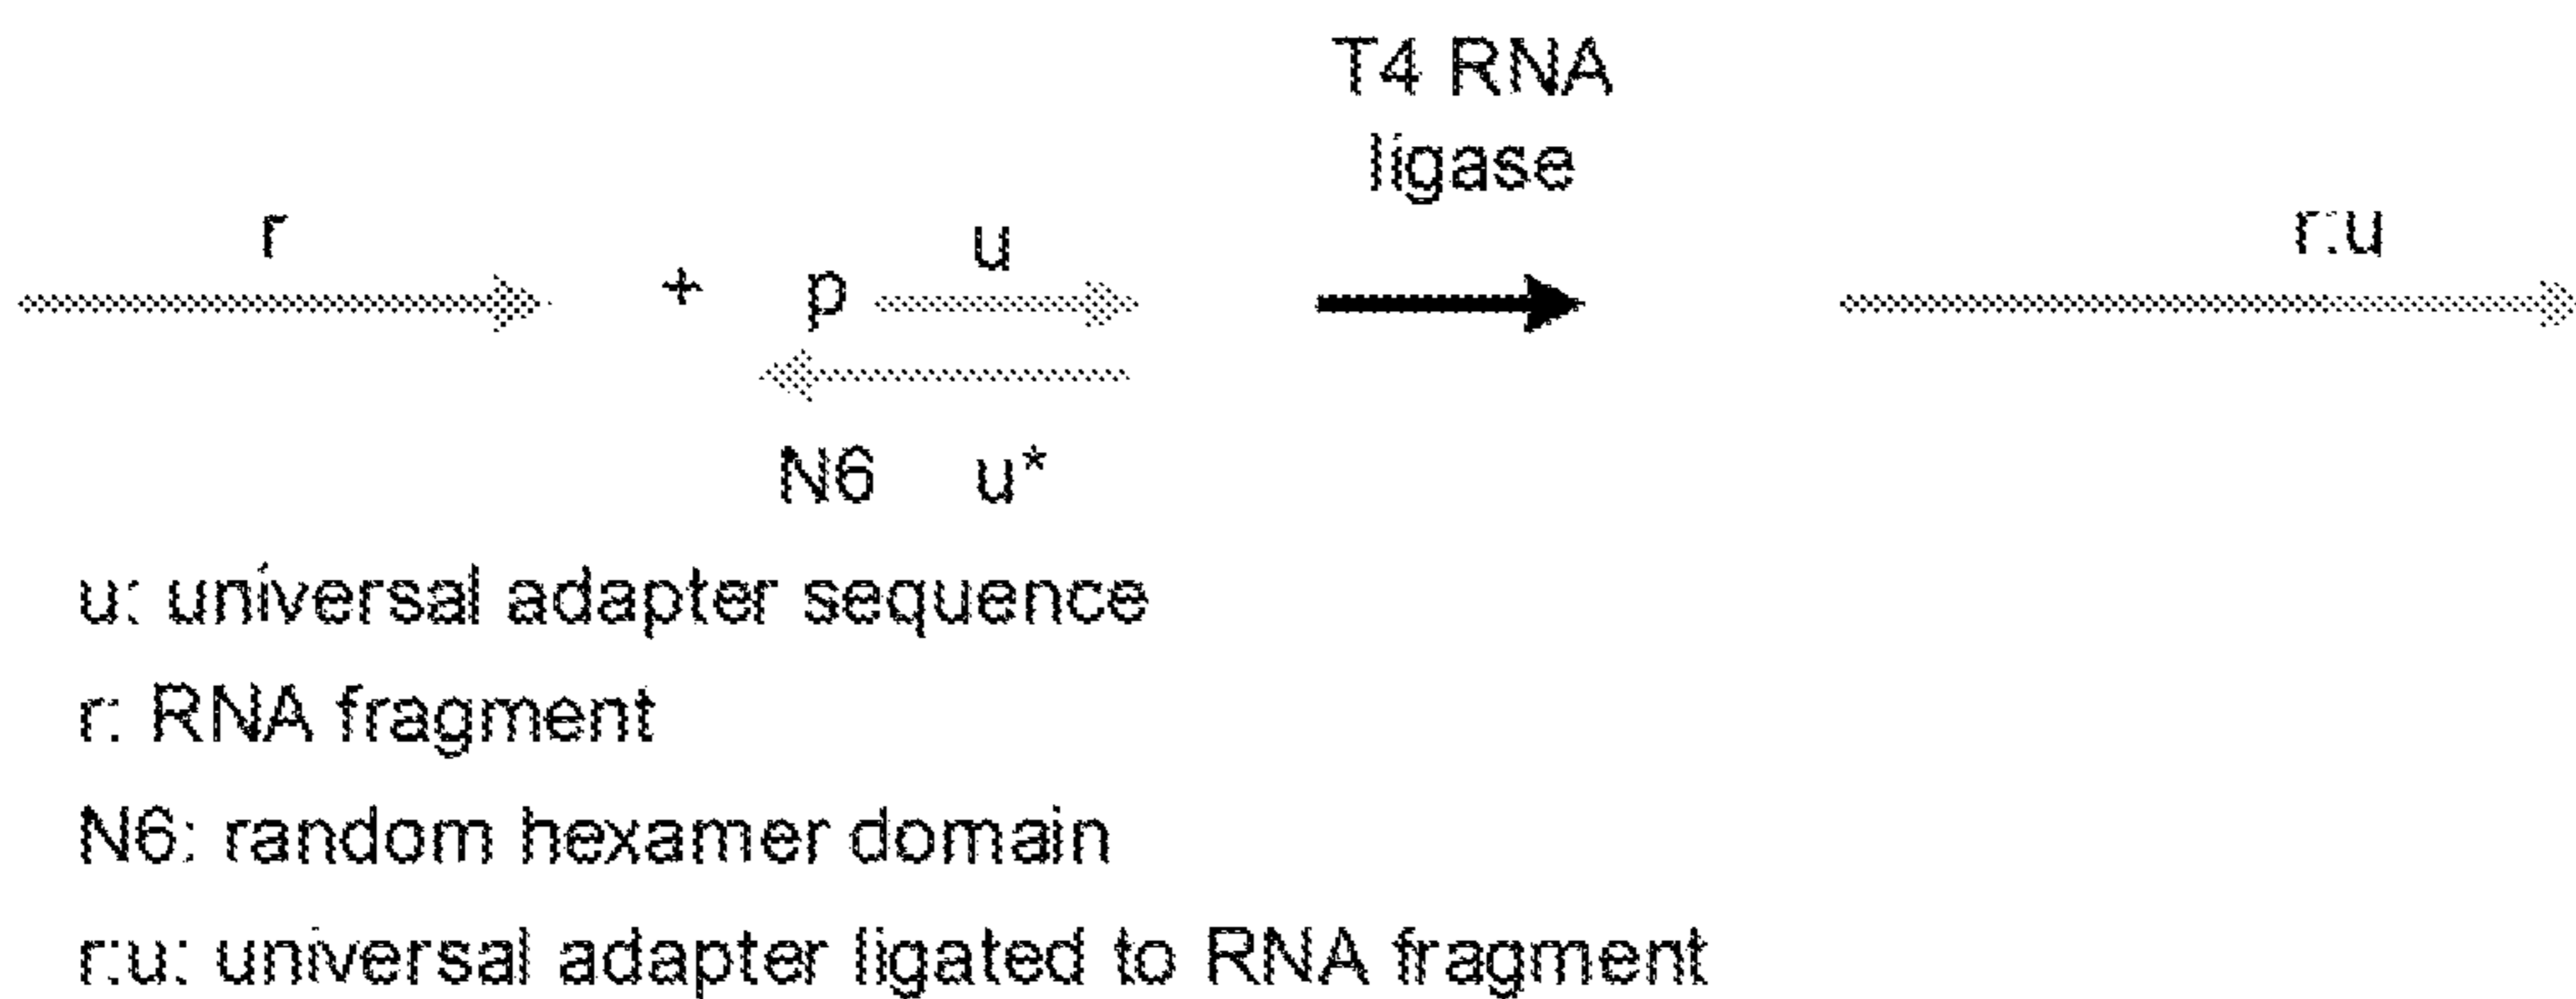 T4 RNA
ligase
r + p u r:u
N6 u*
u: universal adapter sequence
r: RNA fragment
N6: random hexamer domain
r:u: universal adapter ligated to RNA fragment